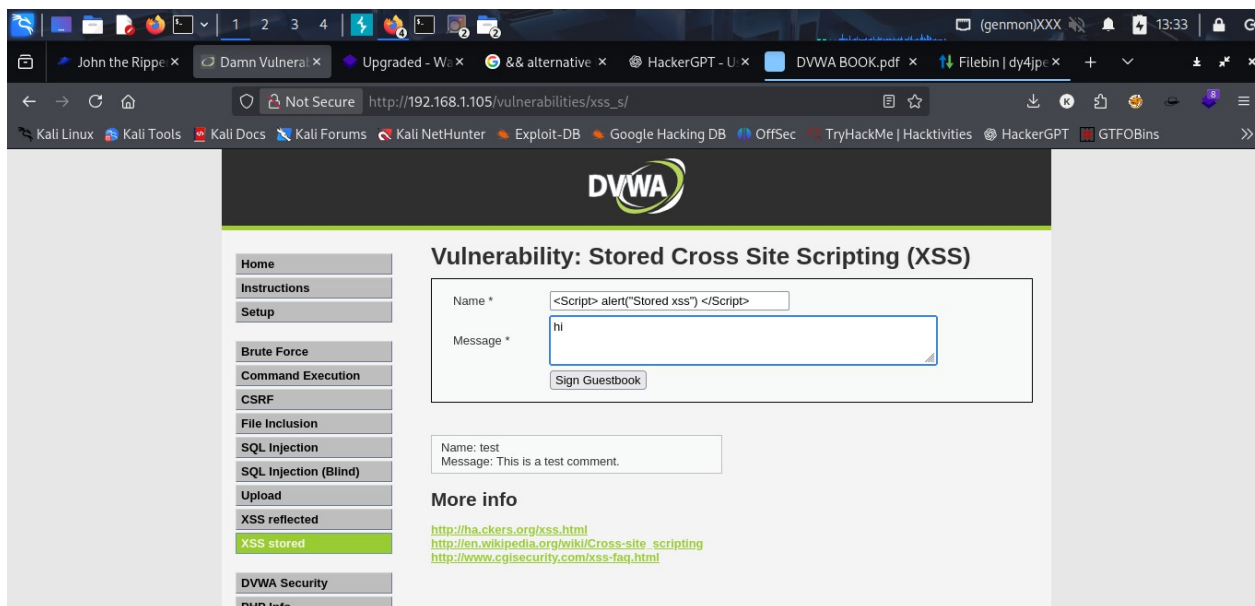 1 2 3 4 (genmon)XXX 13:33
John the Rippe Damn Vulneral Upgraded - Wa && alternative HackerGPT - U DVWA BOOK.pdf Filebin | dy4jpe
Not Secure http://192.168.1.105/vulnerabilities/xss_s/
Kali Linux Kali Tools Kali Docs Kali Forums Kali NetHunter Exploit-DB Google Hacking DB OffSec TryHackMe | Hacktivities HackerGPT GTFOBins
DVWA
Home
Instructions
Setup
Brute Force
Command Execution
CSRF
File Inclusion
SQL Injection
SQL Injection (Blind)
Upload
XSS reflected
XSS stored
DVWA Security
PHP Info
Vulnerability: Stored Cross Site Scripting (XSS)
Name * <Script> alert("Stored xss") </Script>
Message * hi
Sign Guestbook
Name: test
Message: This is a test comment.
More info
http://ha.ckers.org/xss.html
http://en.wikipedia.org/wiki/Cross-site_scripting
http://www.cgisecurity.com/xss-faq.html